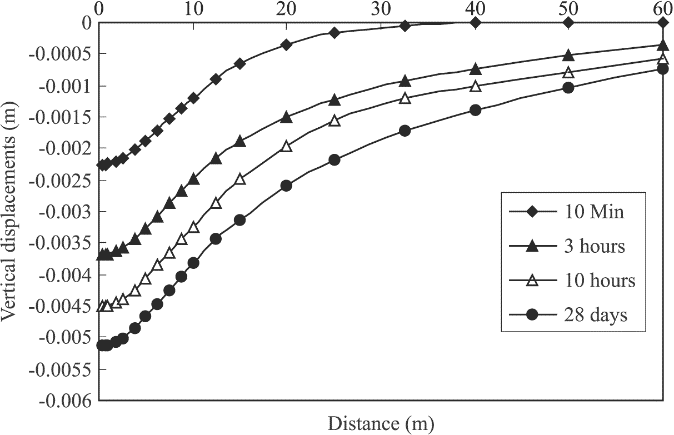 0 10 20 30 40 50 60
0
-0.0005
-0.001
-0.0015
-0.002
-0.0025
-0.003
-0.0035
-0.004
-0.0045
-0.005
-0.0055
-0.006
Vertical displacements (m)
10 Min
3 hours
10 hours
28 days
Distance (m)